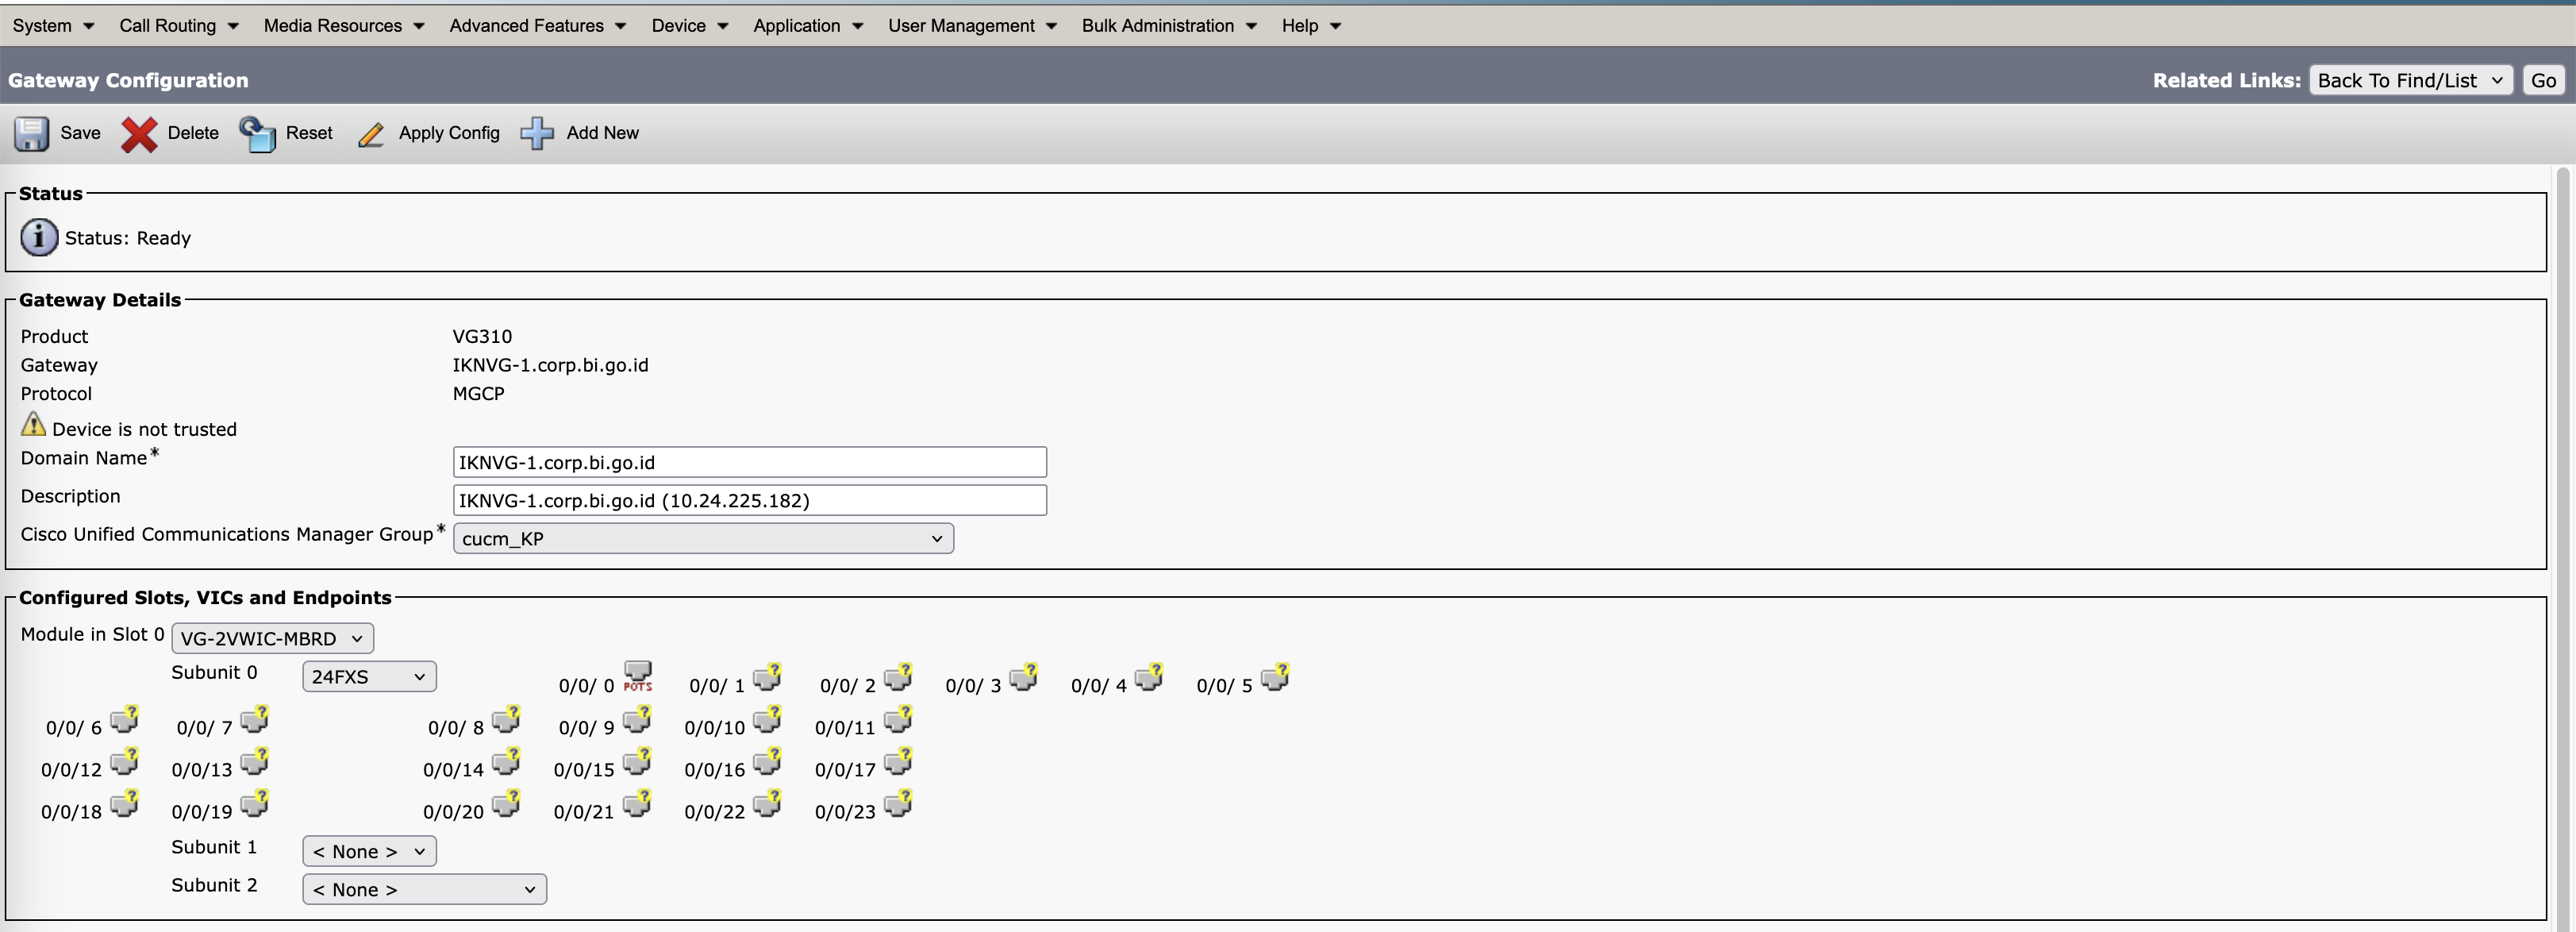 System Call Routing Media Resources Advanced Features Device Application User Management Bulk Administration Help
Gateway Configuration Related Links: Back To Find/List Go
Save Delete Reset Apply Config Add New
Status
i Status: Ready
Gateway Details
Product VG310
Gateway IKNVG-1.corp.bi.go.id
Protocol MGCP
Device is not trusted
Domain Name* IKNVG-1.corp.bi.go.id
Description IKNVG-1.corp.bi.go.id (10.24.225.182)
Cisco Unified Communications Manager Group* cucm_KP
Configured Slots, VICs and Endpoints
Module in Slot 0 VG-2VWIC-MBRD
Subunit 0 24FXS 0/0/ 0 POTS 0/0/ 1 ? 0/0/ 2 ? 0/0/ 3 ? 0/0/ 4 ? 0/0/ 5 ?
0/0/ 6 ? 0/0/ 7 ? 0/0/ 8 ? 0/0/ 9 ? 0/0/10 ? 0/0/11 ?
0/0/12 ? 0/0/13 ? 0/0/14 ? 0/0/15 ? 0/0/16 ? 0/0/17 ?
0/0/18 ? 0/0/19 ? 0/0/20 ? 0/0/21 ? 0/0/22 ? 0/0/23 ?
Subunit 1 < None >
Subunit 2 < None >